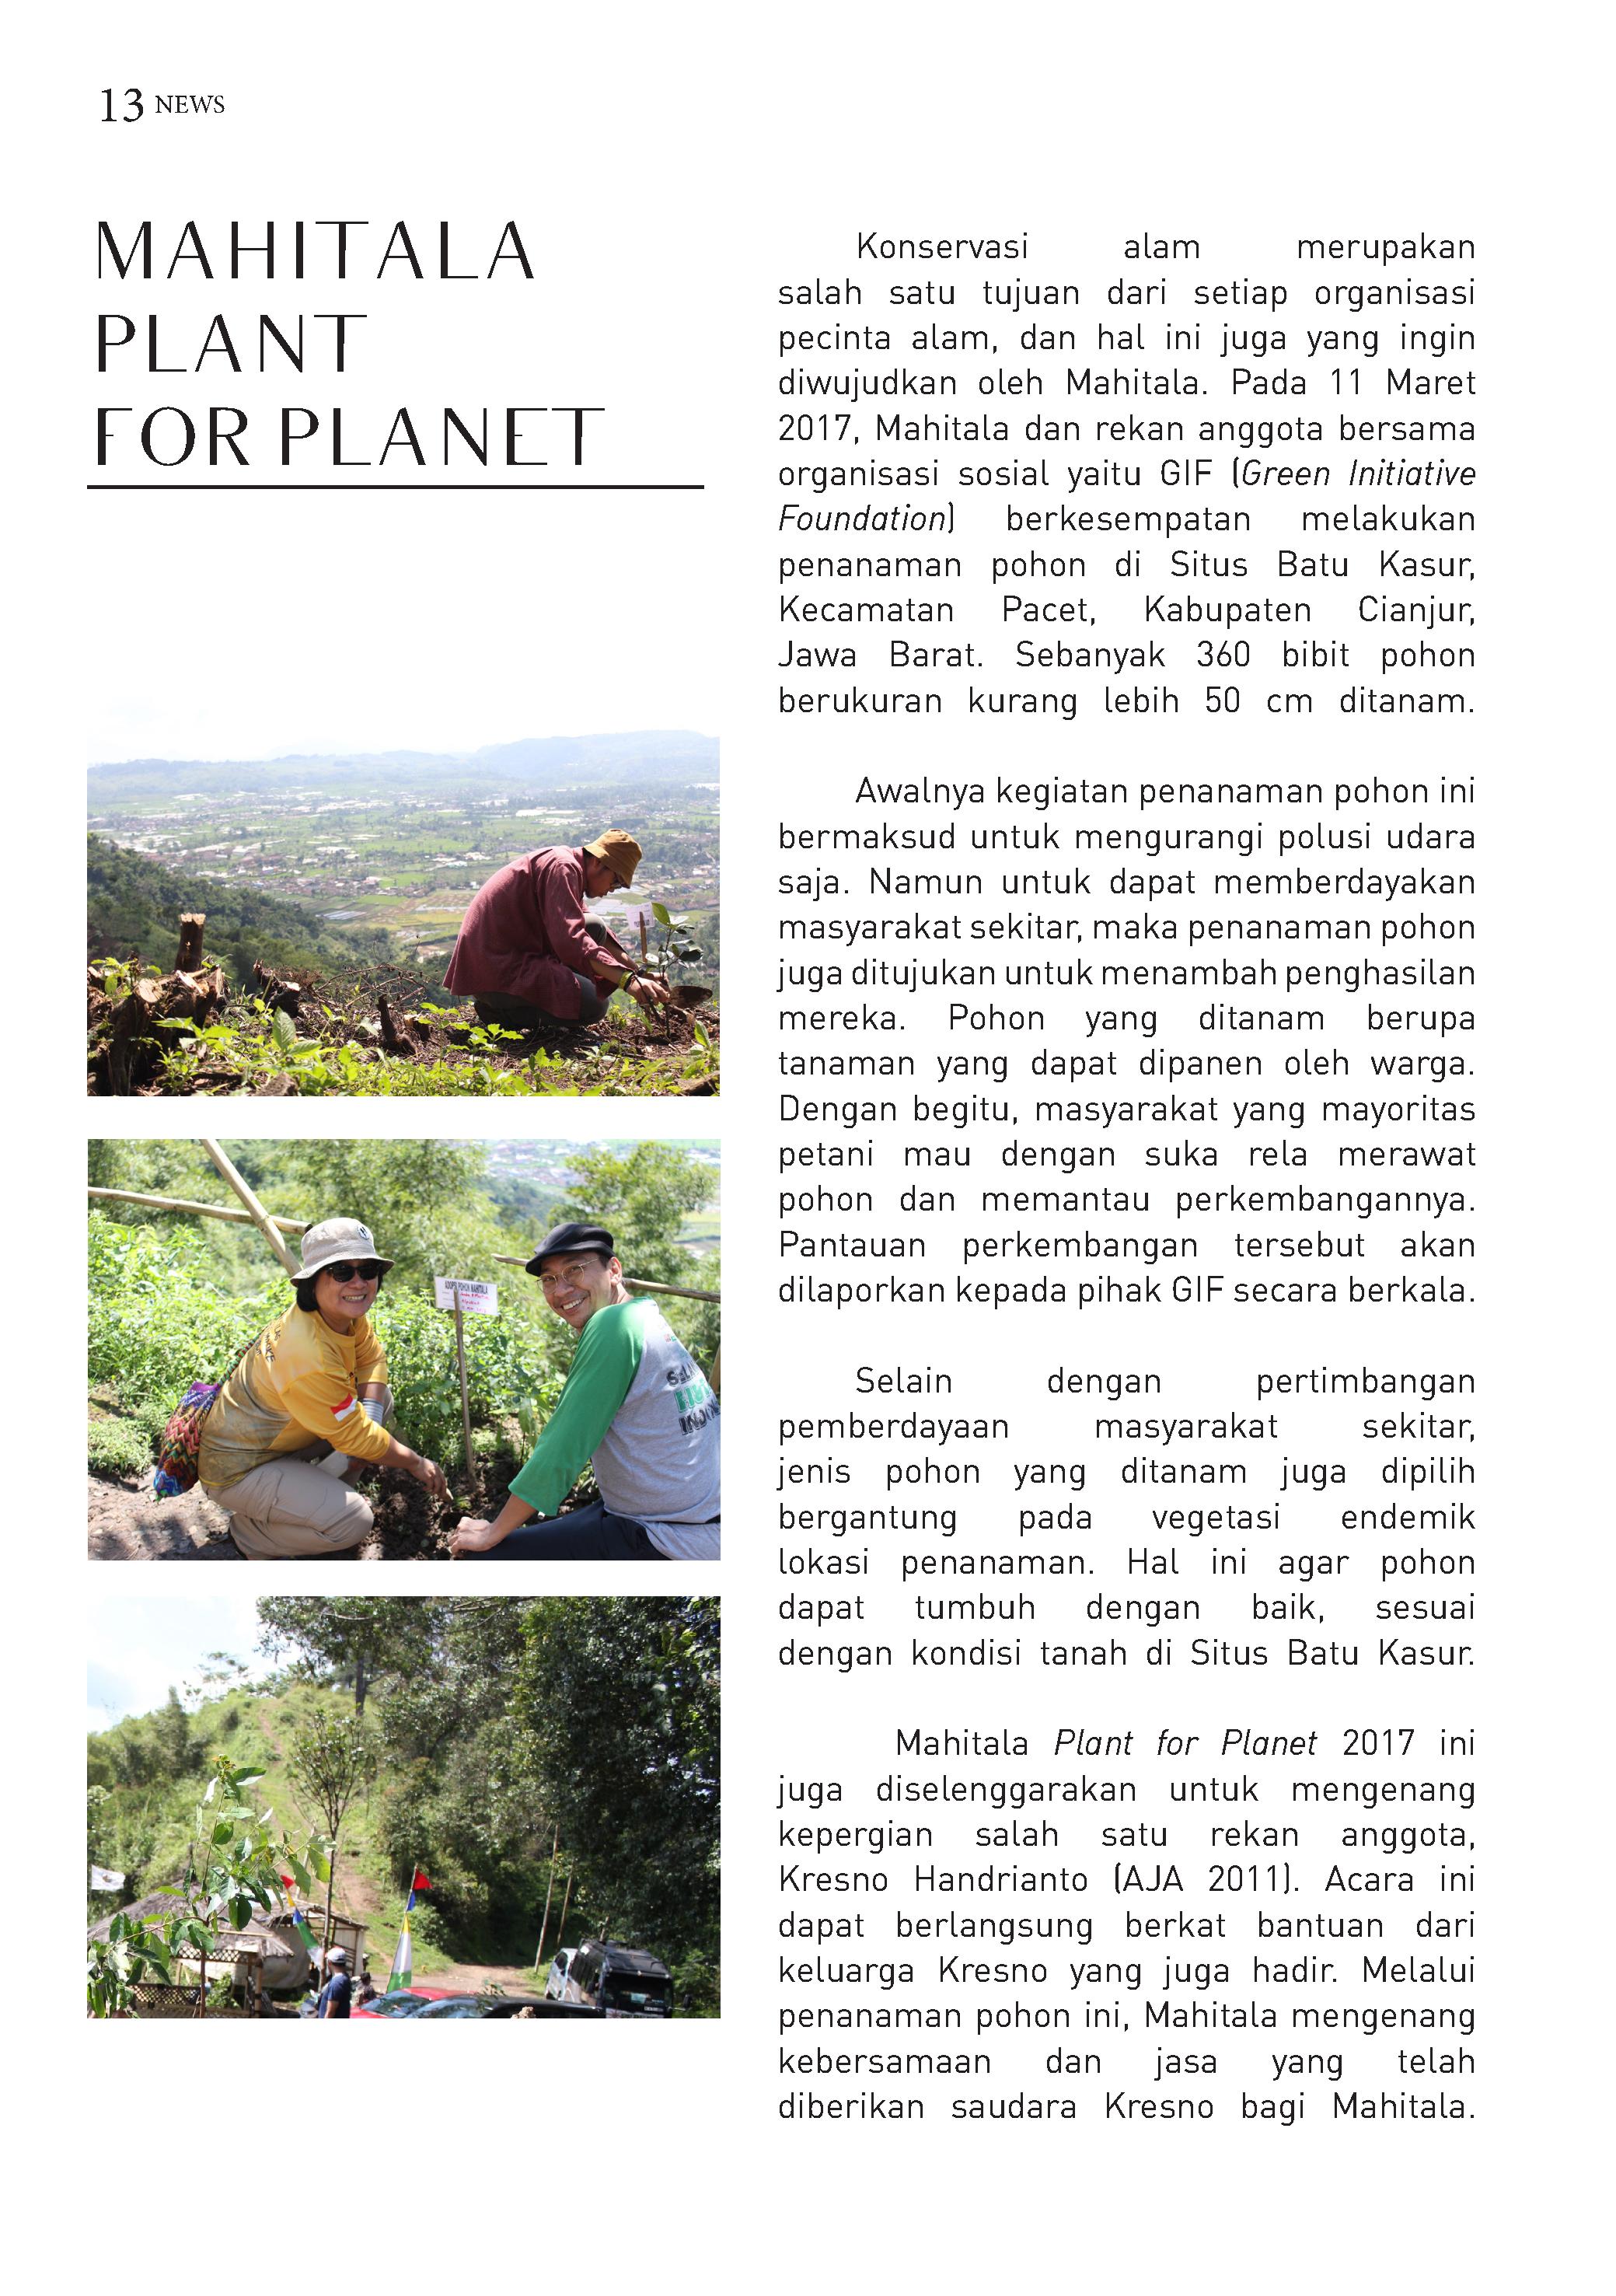 13 NEWS
MAHITALA
PLANT
FOR PLANET
Konservasi alam merupakan
salah satu tujuan dari setiap organisasi
pecinta alam, dan hal ini juga yang ingin
diwujudkan oleh Mahitala. Pada 11 Maret
2017, Mahitala dan rekan anggota bersama
organisasi sosial yaitu GIF (Green Initiative
Foundation) berkesempatan melakukan
penanaman pohon di Situs Batu Kasur,
Kecamatan Pacet, Kabupaten Cianjur,
Jawa Barat. Sebanyak 360 bibit pohon
berukuran kurang lebih 50 cm ditanam.
Awalnya kegiatan penanaman pohon ini
bermaksud untuk mengurangi polusi udara
saja. Namun untuk dapat memberdayakan
masyarakat sekitar, maka penanaman pohon
juga ditujukan untuk menambah penghasilan
mereka. Pohon yang ditanam berupa
tanaman yang dapat dipanen oleh warga.
Dengan begitu, masyarakat yang mayoritas
petani mau dengan suka rela merawat
pohon dan memantau perkembangannya.
Pantauan perkembangan tersebut akan
dilaporkan kepada pihak GIF secara berkala.
Selain dengan pertimbangan
pemberdayaan masyarakat sekitar,
jenis pohon yang ditanam juga dipilih
bergantung pada vegetasi endemik
lokasi penanaman. Hal ini agar pohon
dapat tumbuh dengan baik, sesuai
dengan kondisi tanah di Situs Batu Kasur.
Mahitala Plant for Planet 2017 ini
juga diselenggarakan untuk mengenang
kepergian salah satu rekan anggota,
Kresno Handrianto (AJA 2011). Acara ini
dapat berlangsung berkat bantuan dari
keluarga Kresno yang juga hadir. Melalui
penanaman pohon ini, Mahitala mengenang
kebersamaan dan jasa yang telah
diberikan saudara Kresno bagi Mahitala.
ADOPSI POHON MAHITALA